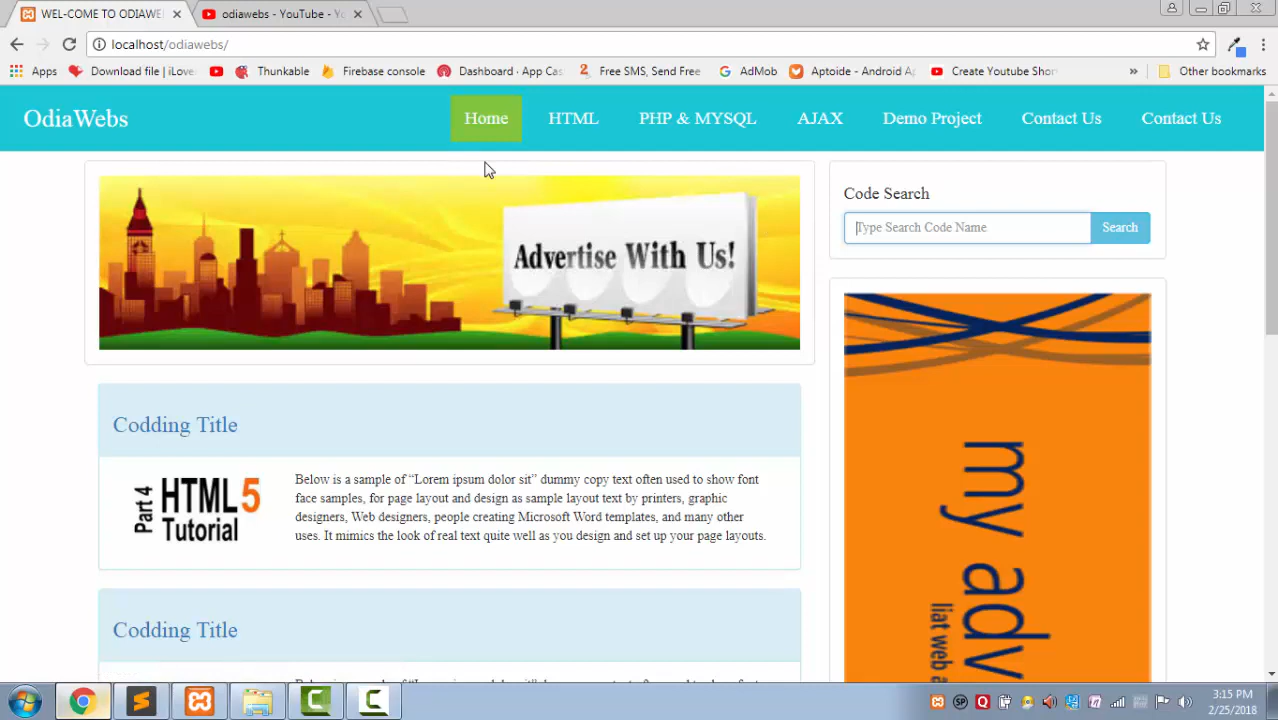 WEL-COME TO ODIAWE
odiawebs - YouTube - Yo
localhost/odiawebs/
Apps
Download file | iLove
Thunkable
Firebase console
Dashboard - App Cas
Free SMS, Send Free
AdMob
Aptoide - Android Ap
Create Youtube Shor
»
Other bookmarks
OdiaWebs
Home
HTML
PHP & MYSQL
AJAX
Demo Project
Contact Us
Contact Us
Advertise With Us!
Code Search
Type Search Code Name
Search
Codding Title
Part 4
HTML5
Tutorial
Below is a sample of “Lorem ipsum dolor sit” dummy copy text often used to show font
face samples, for page layout and design as sample layout text by printers, graphic
designers, Web designers, people creating Microsoft Word templates, and many other
uses. It mimics the look of real text quite well as you design and set up your page layouts.
my adv
liat web a
Codding Title
3:15 PM
2/25/2018